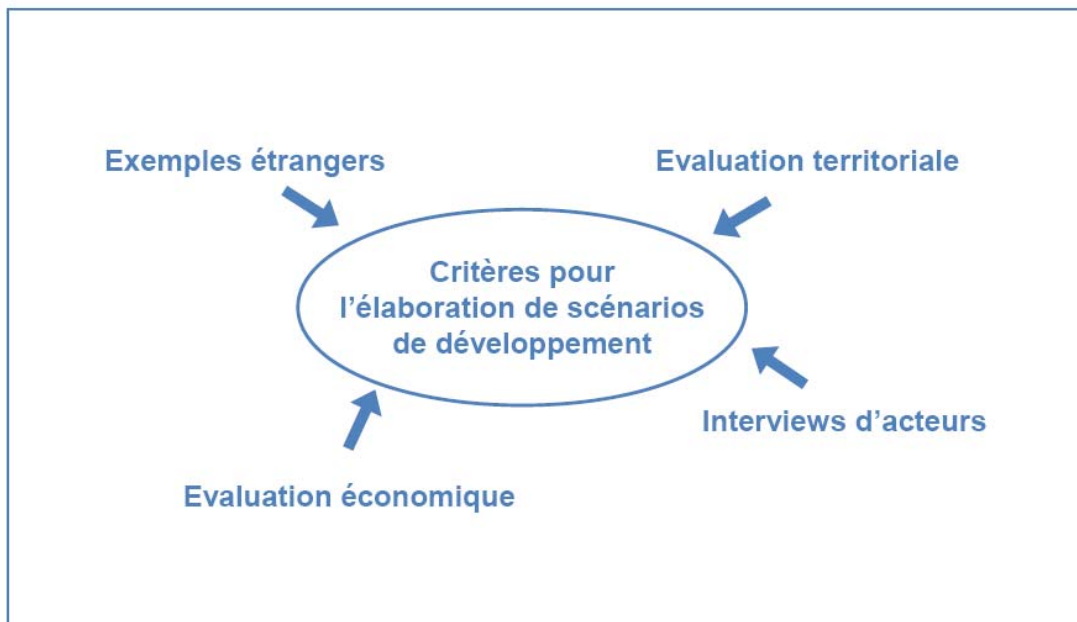 Exemples étrangers
Evaluation territoriale
Critères pour
l’élaboration de scénarios
de développement
Interviews d’acteurs
Evaluation économique